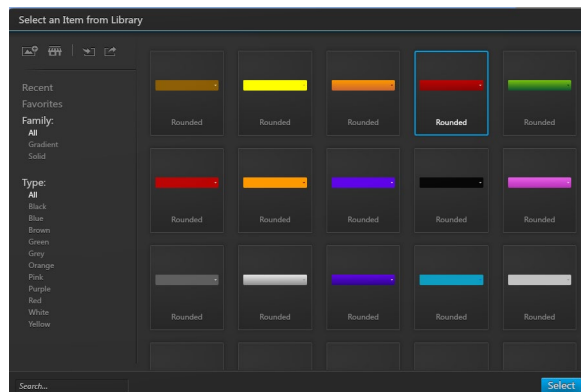 Select an Item from Library
Recent
Favorites
Family:
All
Gradient
Solid
Type:
All
Black
Blue
Brown
Green
Grey
Orange
Pink
Purple
Red
White
Yellow
Rounded Rounded Rounded Rounded Rounded
Rounded Rounded Rounded Rounded Rounded
Rounded Rounded Rounded Rounded Rounded
Search...
Select